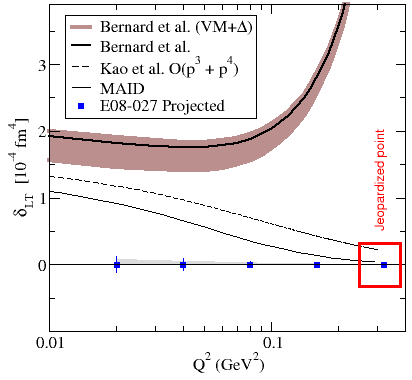 Bernard et al. (VM+Δ)
Bernard et al.
Kao et al. O(p³ + p⁴)
MAID
E08-027 Projected
Jeopardized point
δLT [10⁻⁴ fm⁴]
3
2
1
0
0.01
0.1
Q² (GeV²)